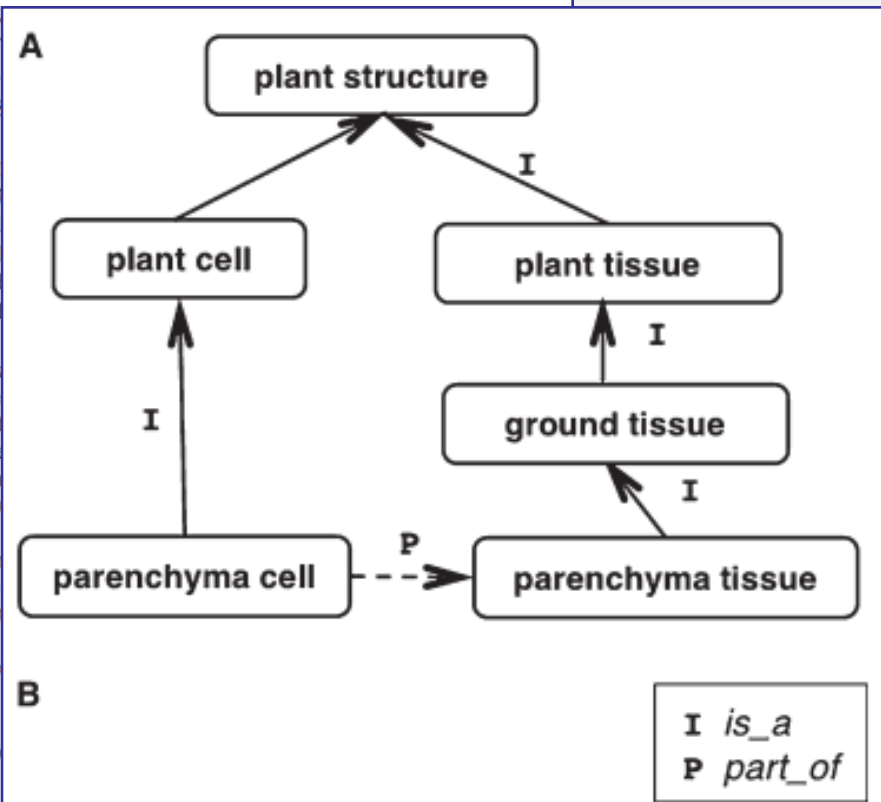 A
plant structure
I
plant cell
plant tissue
I
I
ground tissue
I
P
parenchyma cell
parenchyma tissue
B
I is_a
P part_of